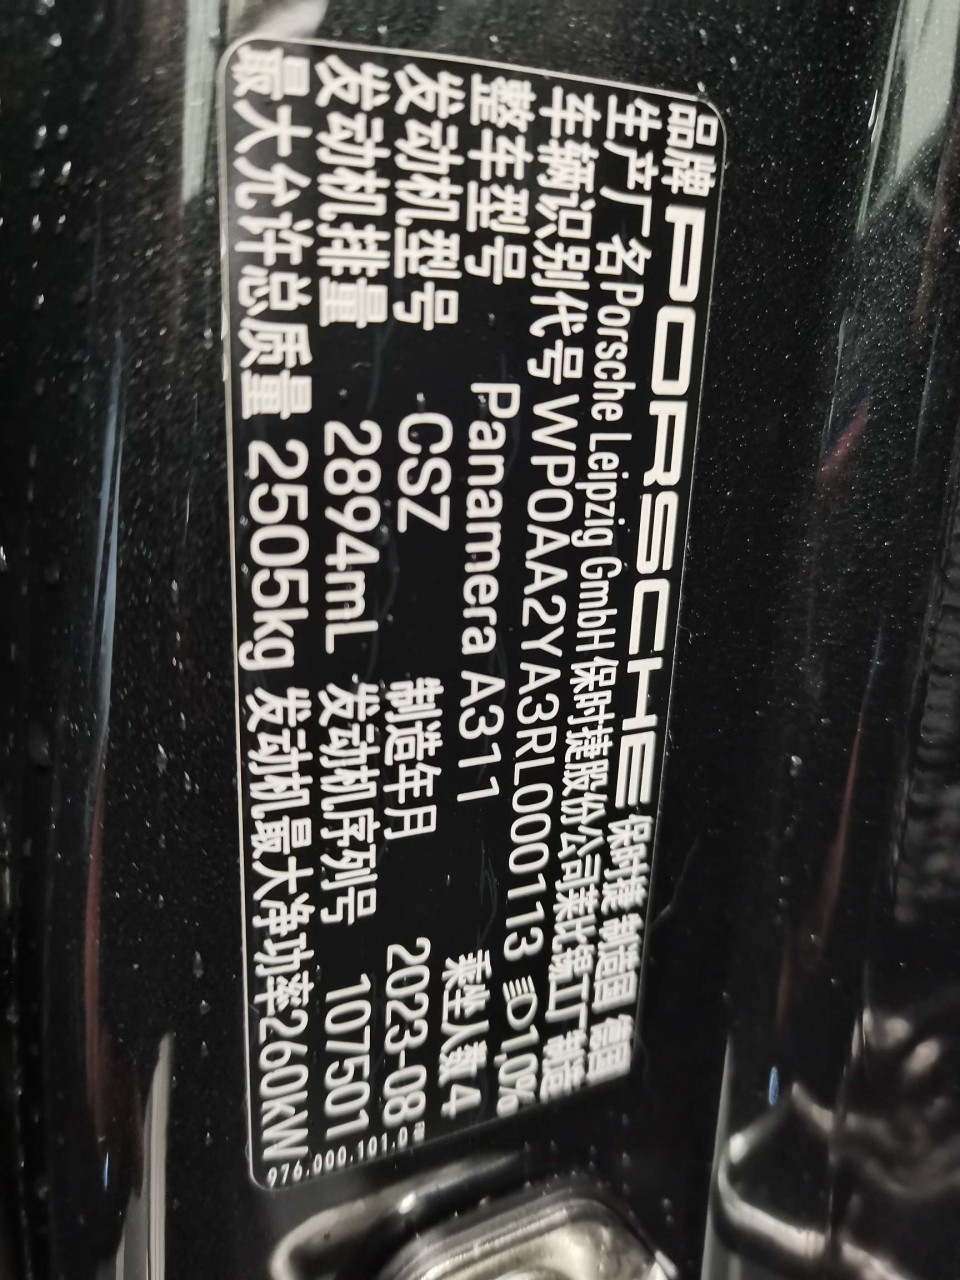 品牌 PORSCHE 保时捷 制造国 德国
生产厂名 Porsche Leipzig GmbH 保时捷股份公司莱比锡工厂制造
车辆识别代号 WP0AA2YA3RL000113 1,0%
整车型号 Panamera A311 乘坐人数 4
发动机型号 CSZ 制造年月 2023-08
发动机排量 2894mL 发动机序列号 107501
最大允许总质量 2505kg 发动机最大净功率 260kW
976.000.101.0